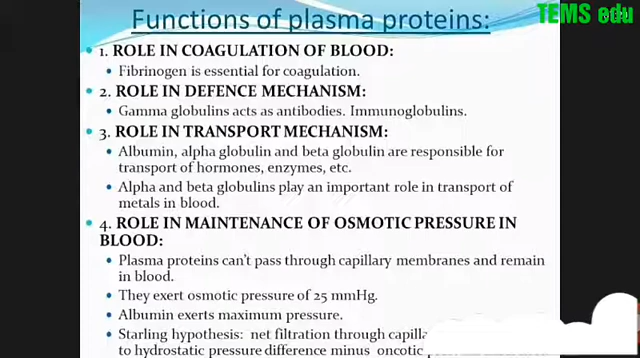 Functions of plasma proteins:
TEMS edu
1. ROLE IN COAGULATION OF BLOOD:
Fibrinogen is essential for coagulation.
2. ROLE IN DEFENCE MECHANISM:
Gamma globulins acts as antibodies. Immunoglobulins.
3. ROLE IN TRANSPORT MECHANISM:
Albumin, alpha globulin and beta globulin are responsible for
transport of hormones, enzymes, etc.
Alpha and beta globulins play an important role in transport of
metals in blood.
4. ROLE IN MAINTENANCE OF OSMOTIC PRESSURE IN
BLOOD:
Plasma proteins can't pass through capillary membranes and remain
in blood.
They exert osmotic pressure of 25 mmHg.
Albumin exerts maximum pressure.
Starling hypothesis: net filtration through
to hydrostatic pressure difference minus oncotic